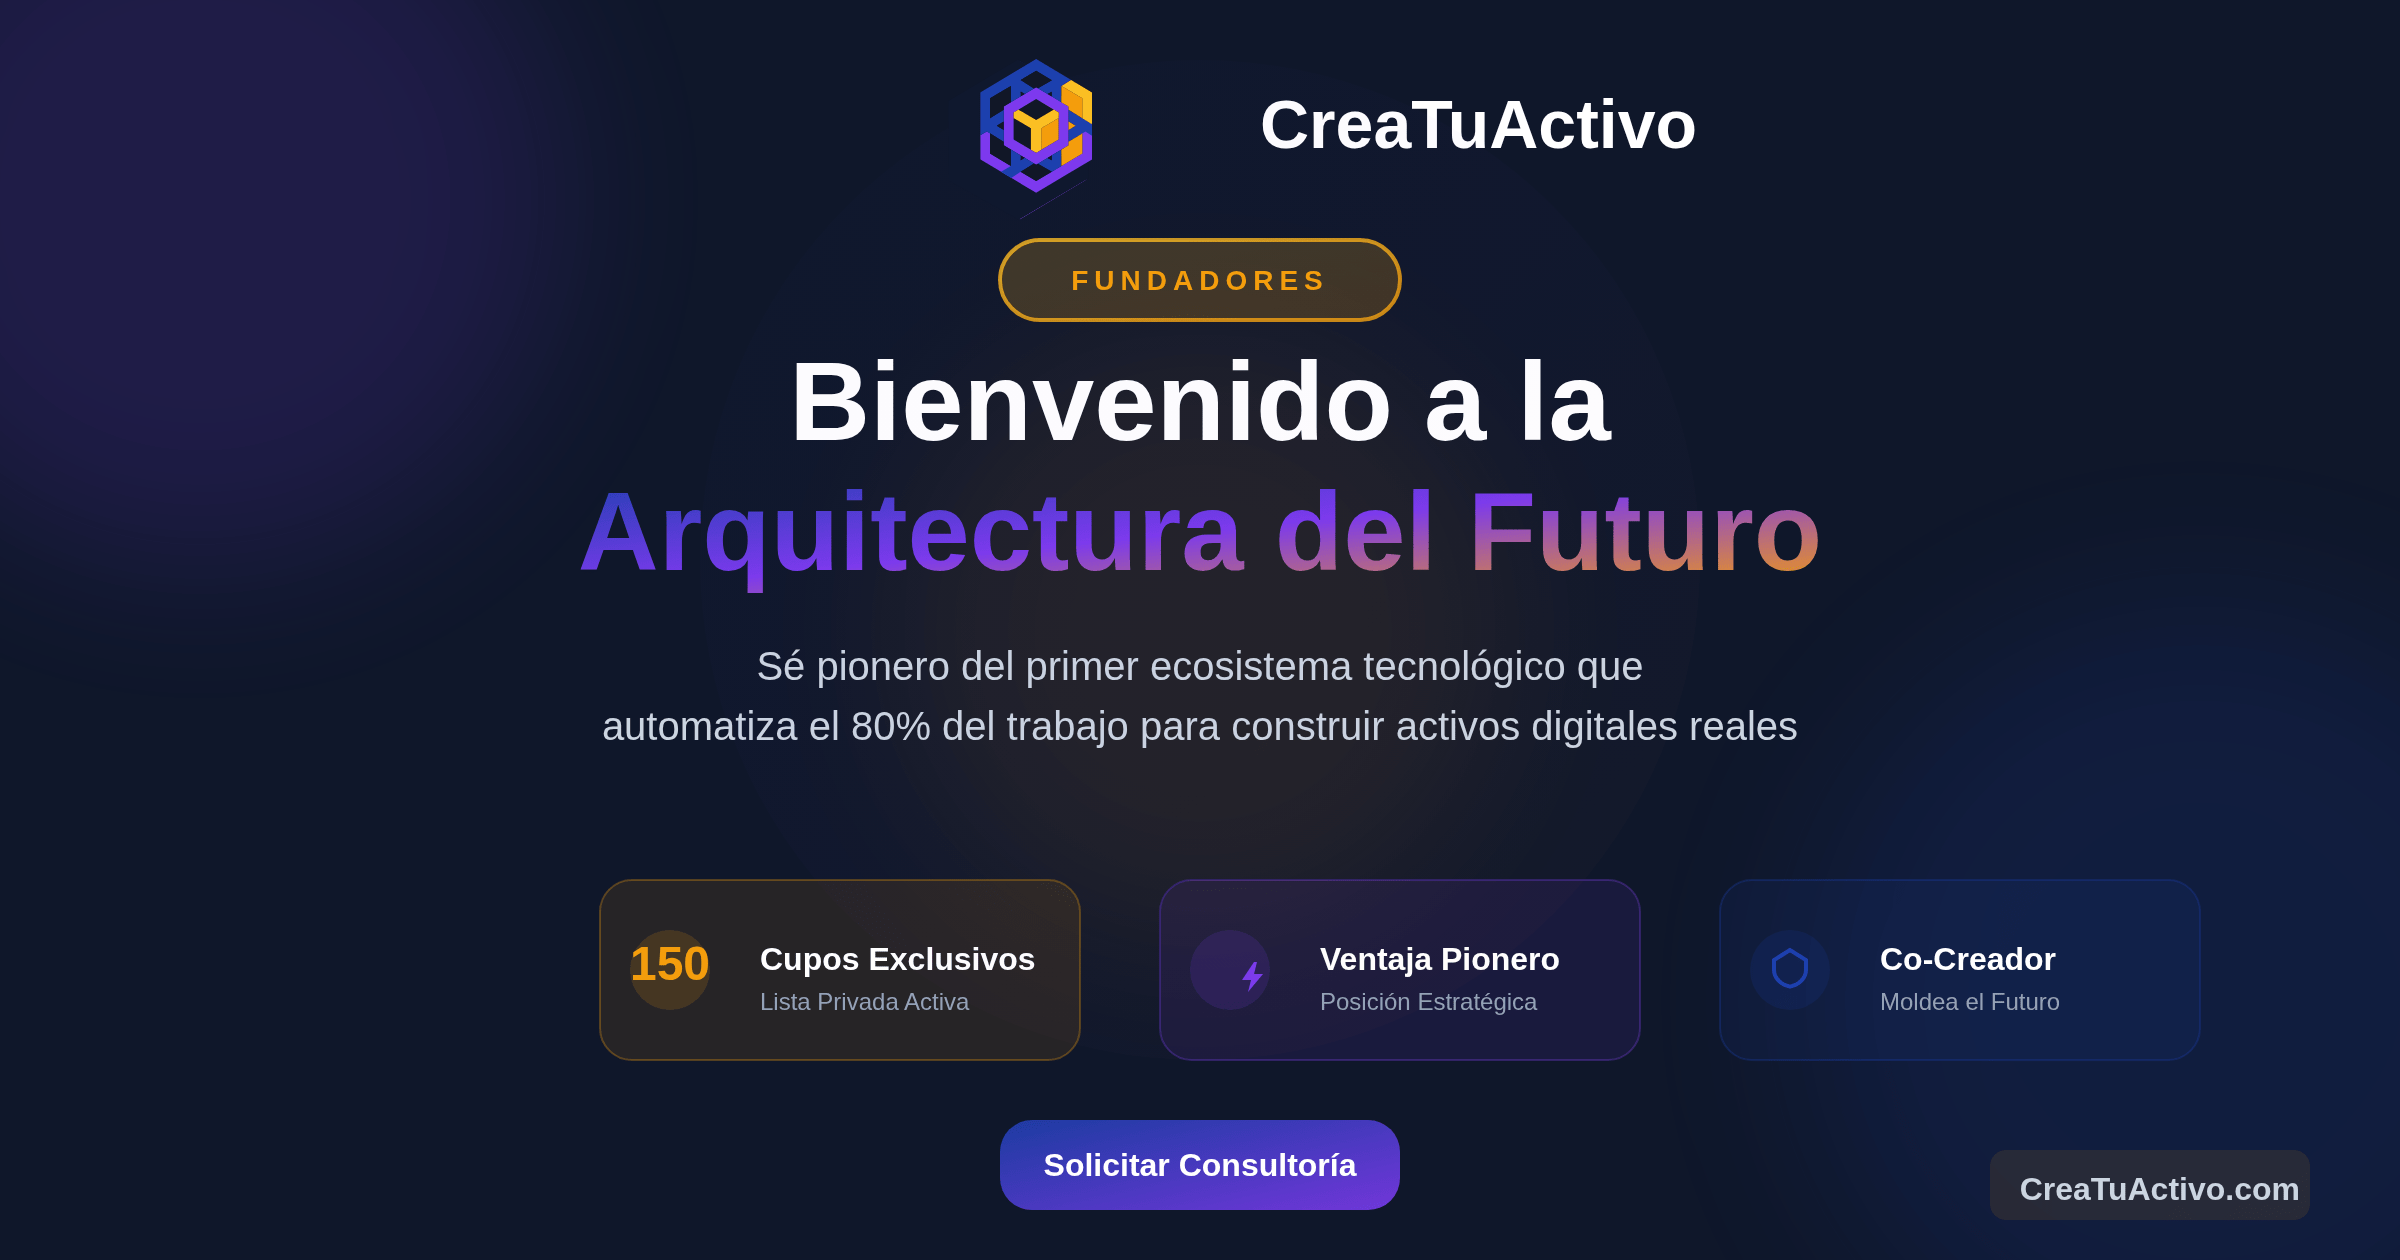 CreaTuActivo
FUNDADORES
Bienvenido a la
Arquitectura del Futuro
Sé pionero del primer ecosistema tecnológico que
automatiza el 80% del trabajo para construir activos digitales reales
150
Cupos Exclusivos
Lista Privada Activa
Ventaja Pionero
Posición Estratégica
Co-Creador
Moldea el Futuro
Solicitar Consultoría
CreaTuActivo.com